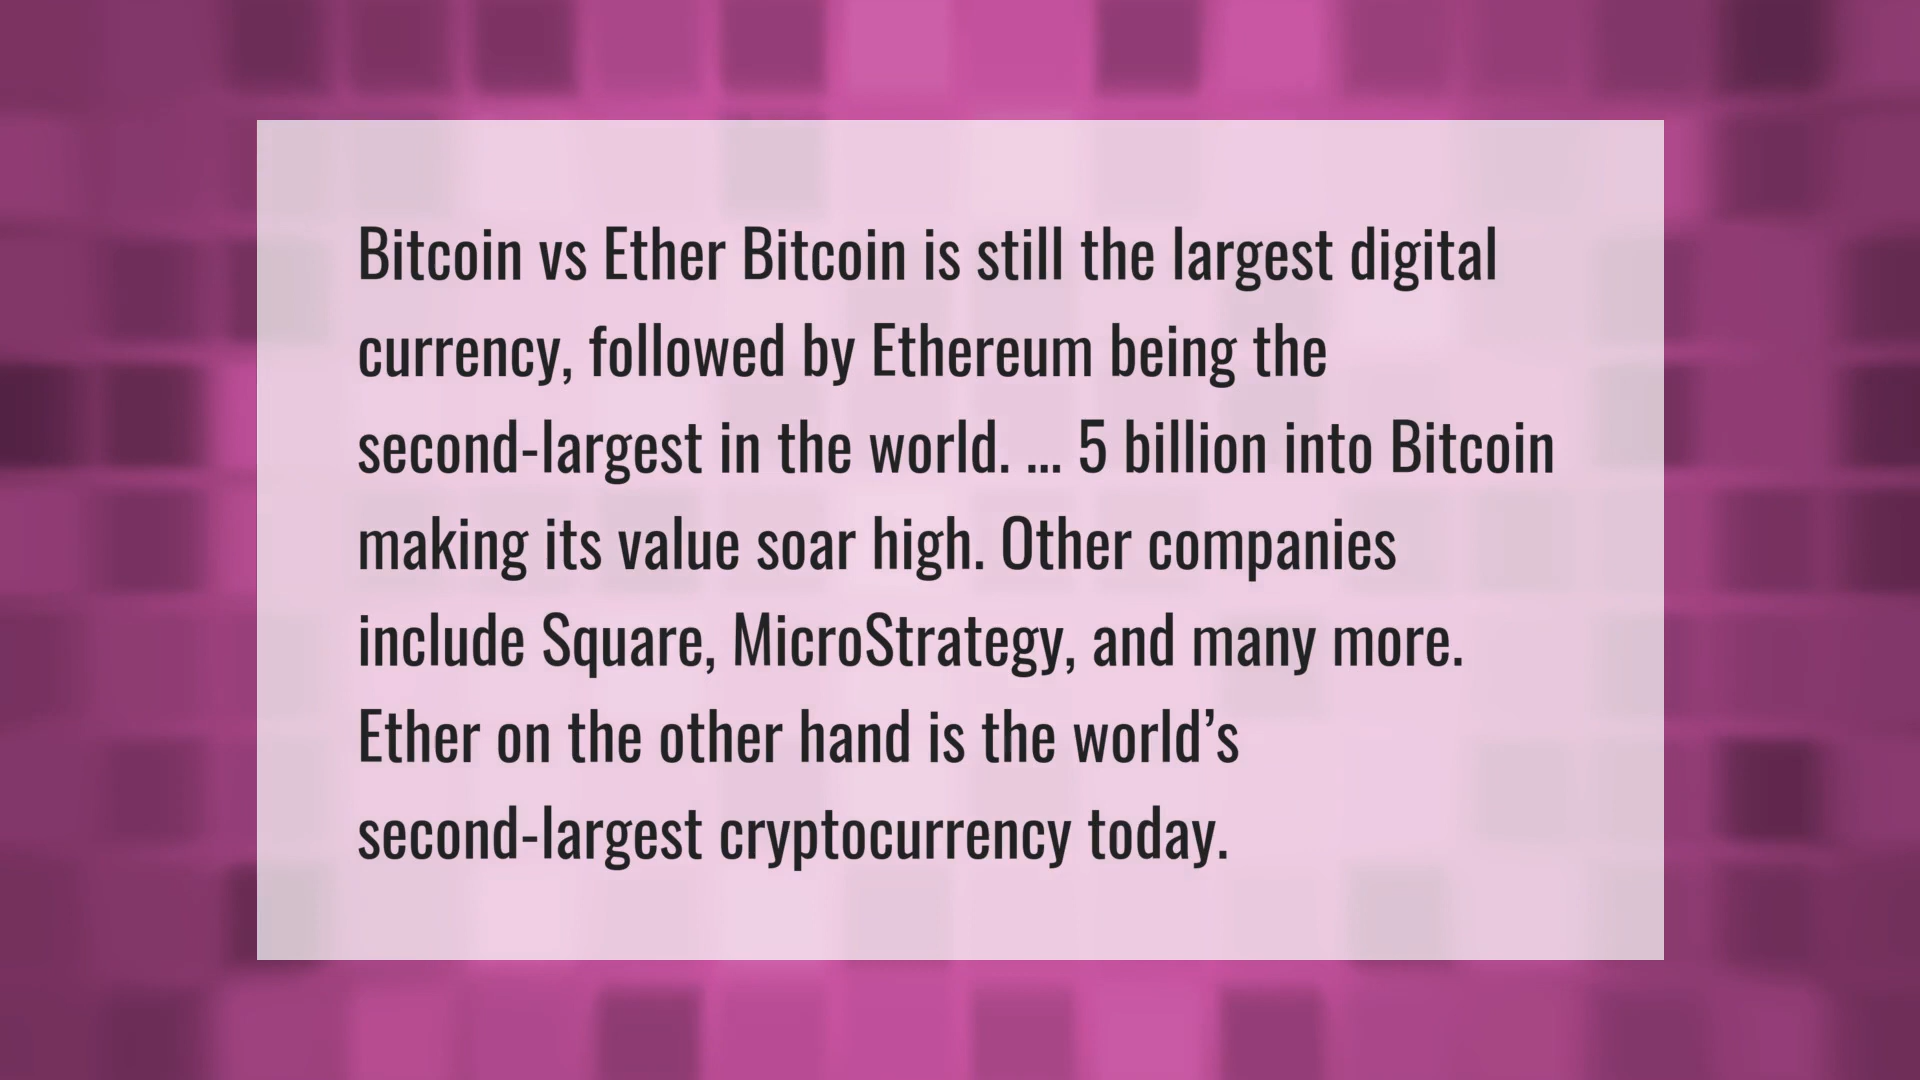 Bitcoin vs Ether Bitcoin is still the largest digital
currency, followed by Ethereum being the
second-largest in the world. ... 5 billion into Bitcoin
making its value soar high. Other companies
include Square, MicroStrategy, and many more.
Ether on the other hand is the world’s
second-largest cryptocurrency today.